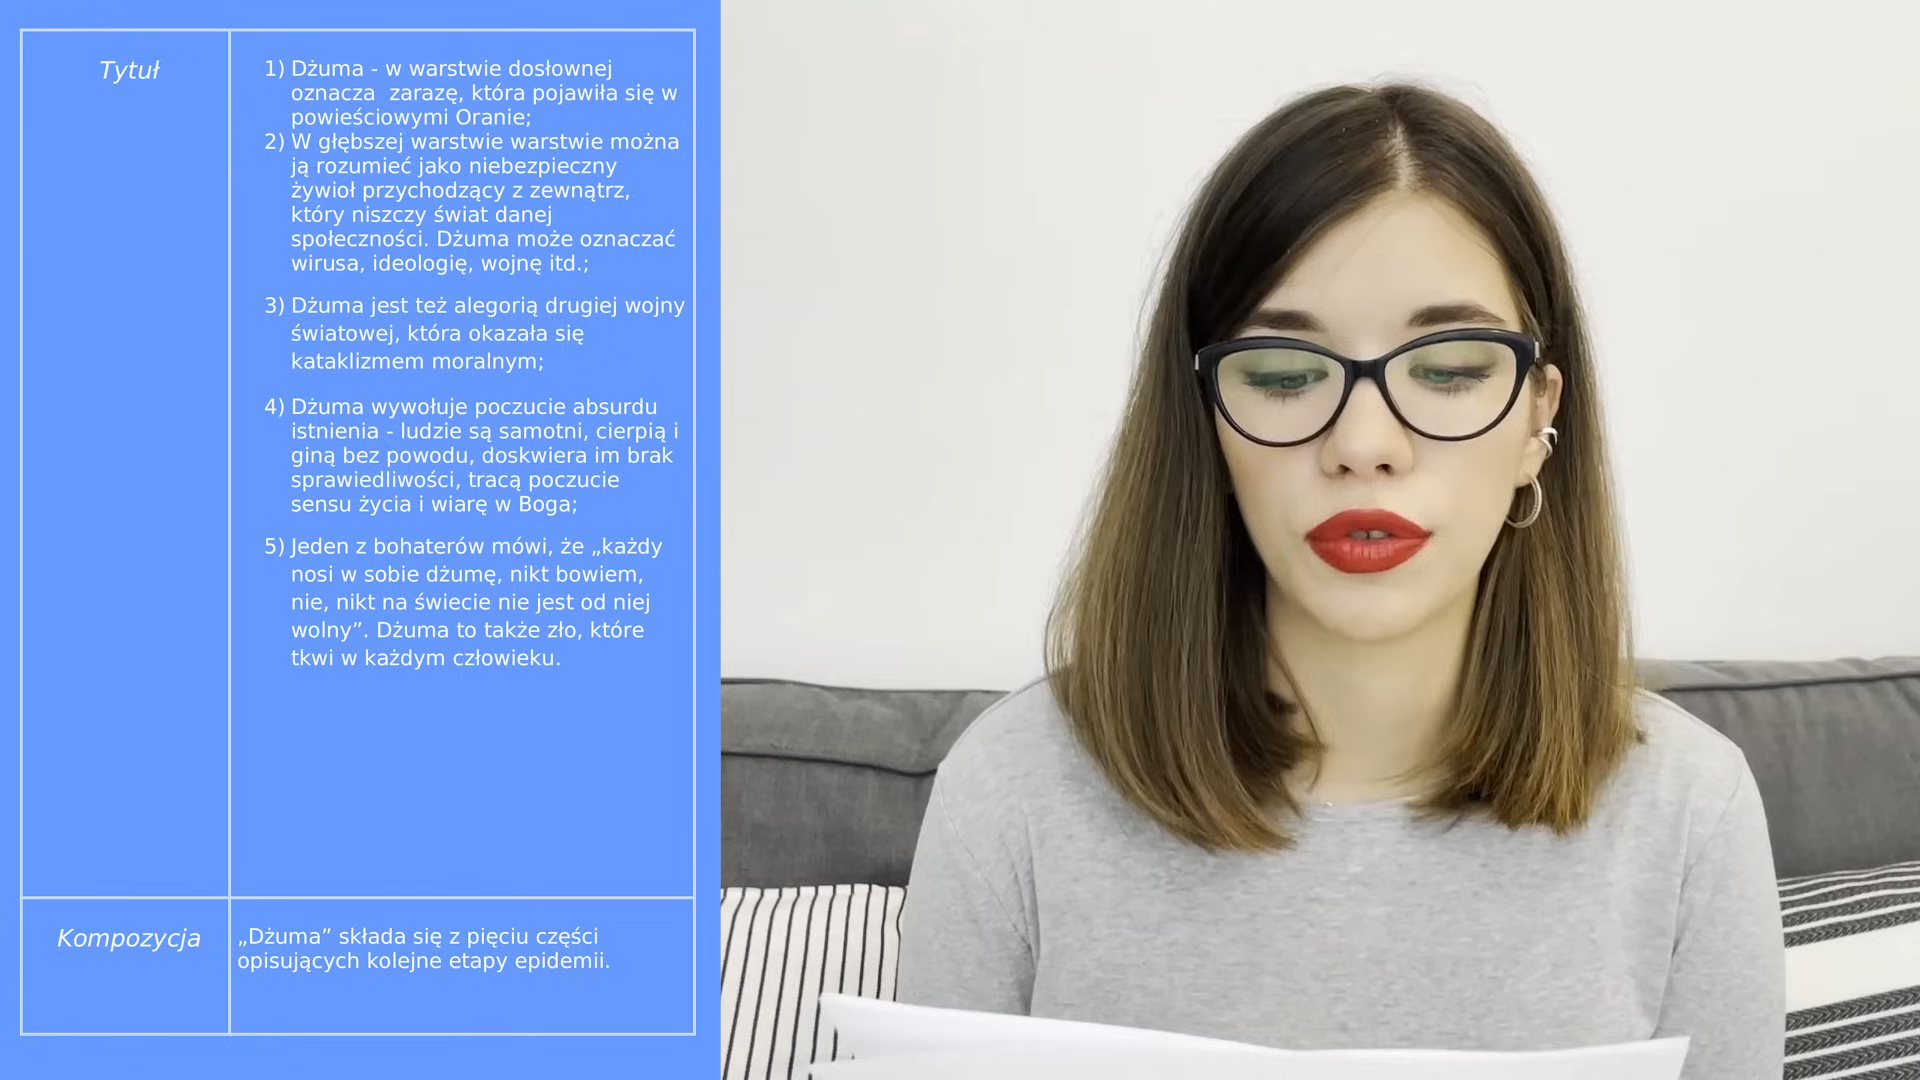 Tytuł
1) Dżuma - w warstwie dosłownej
oznacza  zarazę, która pojawiła się w
powieściowymi Oranie;
2) W głębszej warstwie warstwie można
ją rozumieć jako niebezpieczny
żywioł przychodzący z zewnątrz,
który niszczy świat danej
społeczności. Dżuma może oznaczać
wirusa, ideologię, wojnę itd.;
3) Dżuma jest też alegorią drugiej wojny
światowej, która okazała się
kataklizmem moralnym;
4) Dżuma wywołuje poczucie absurdu
istnienia - ludzie są samotni, cierpią i
giną bez powodu, doskwiera im brak
sprawiedliwości, tracą poczucie
sensu życia i wiarę w Boga;
5) Jeden z bohaterów mówi, że „każdy
nosi w sobie dżumę, nikt bowiem,
nie, nikt na świecie nie jest od niej
wolny”. Dżuma to także zło, które
tkwi w każdym człowieku.
Kompozycja
„Dżuma” składa się z pięciu części
opisujących kolejne etapy epidemii.